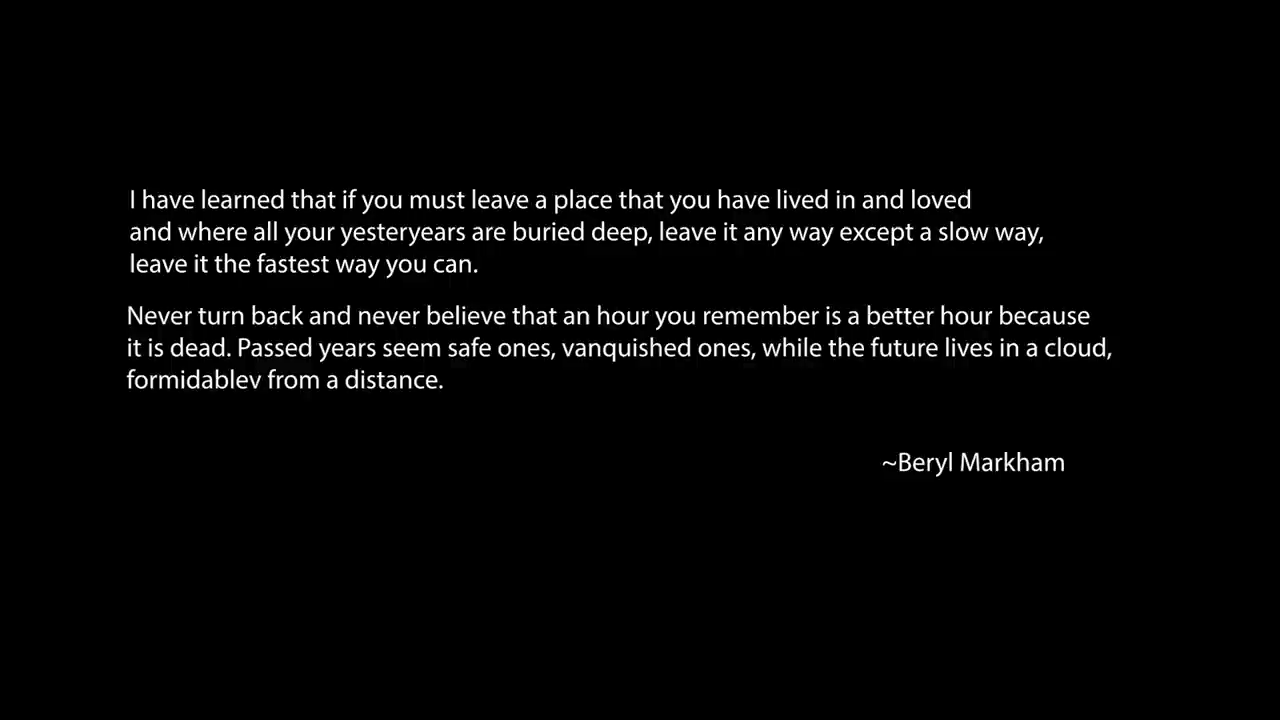 I have learned that if you must leave a place that you have lived in and loved
and where all your yesteryears are buried deep, leave it any way except a slow way,
leave it the fastest way you can.
Never turn back and never believe that an hour you remember is a better hour because
it is dead. Passed years seem safe ones, vanquished ones, while the future lives in a cloud,
formidablev from a distance.
~Beryl Markham